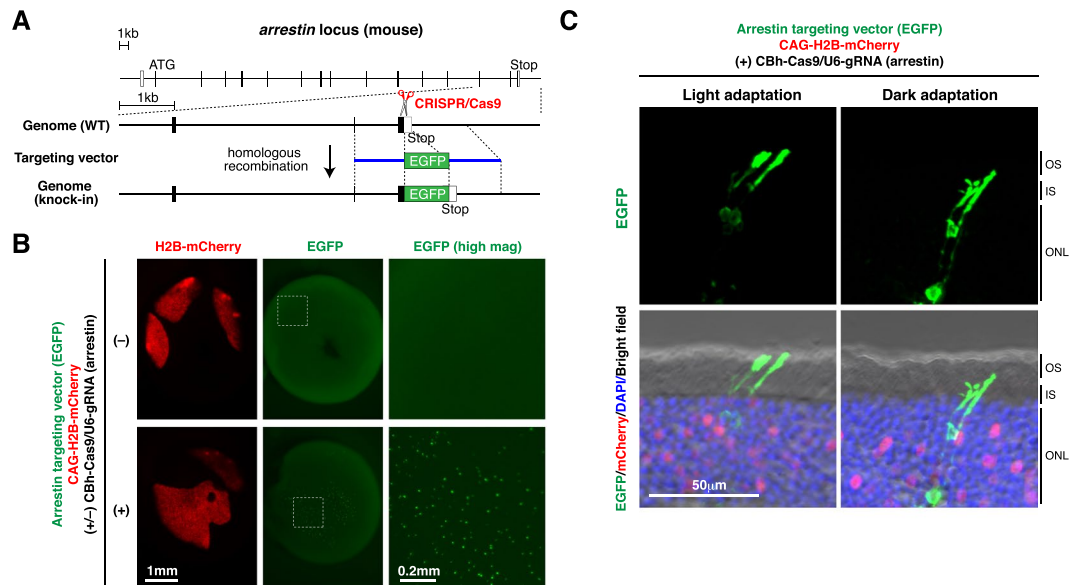 A
arrestin locus (mouse)
1kb
ATG
Stop
1kb
CRISPR/Cas9
Genome (WT)
Stop
Targeting vector
EGFP
homologous
recombination
Genome
(knock-in)
EGFP
Stop
B
H2B-mCherry
EGFP
EGFP (high mag)
Arrestin targeting vector (EGFP)
CAG-H2B-mCherry
(+/−) CBh-Cas9/U6-gRNA (arrestin)
(−)
(+)
1mm
0.2mm
C
Arrestin targeting vector (EGFP)
CAG-H2B-mCherry
(+) CBh-Cas9/U6-gRNA (arrestin)
Light adaptation
Dark adaptation
EGFP
OS
IS
ONL
EGFP/mCherry/DAPI/Bright field
OS
IS
ONL
50μm